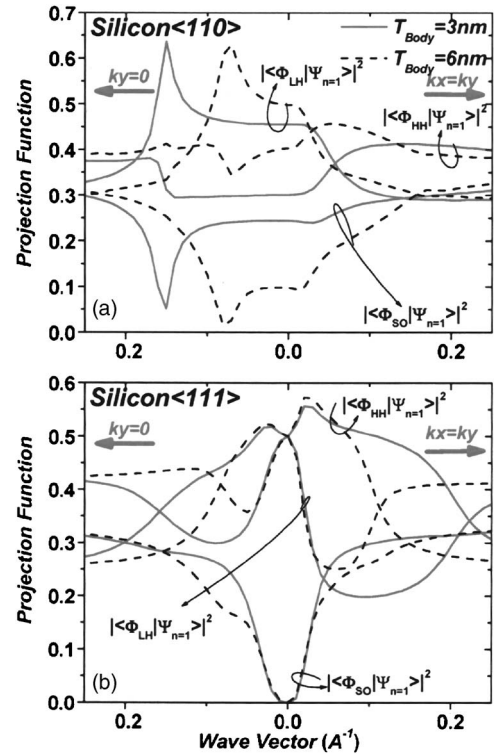 Silicon<110>
T_Body=3nm
T_Body=6nm
ky=0
kx=ky
|<Φ_LH|Ψ_n=1>|²
|<Φ_HH|Ψ_n=1>|²
|<Φ_SO|Ψ_n=1>|²
Projection Function
0.7
0.6
0.5
0.4
0.3
0.2
0.1
0.0
(a)
0.2
0.0
0.2
Silicon<111>
ky=0
kx=ky
|<Φ_HH|Ψ_n=1>|²
|<Φ_LH|Ψ_n=1>|²
|<Φ_SO|Ψ_n=1>|²
Projection Function
0.6
0.5
0.4
0.3
0.2
0.1
0.0
(b)
0.2
0.0
0.2
Wave Vector (A⁻¹)